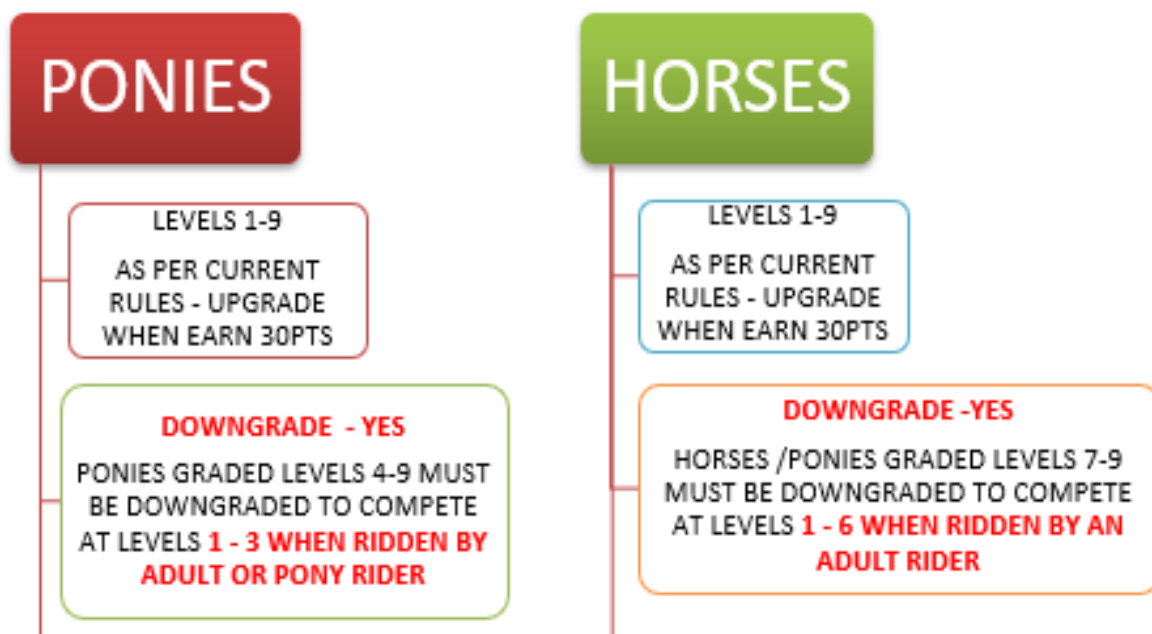 PONIES
LEVELS 1-9
AS PER CURRENT
RULES - UPGRADE
WHEN EARN 30PTS
DOWNGRADE - YES
PONIES GRADED LEVELS 4-9 MUST
BE DOWNGRADED TO COMPETE
AT LEVELS 1 - 3 WHEN RIDDEN BY
ADULT OR PONY RIDER
HORSES
LEVELS 1-9
AS PER CURRENT
RULES - UPGRADE
WHEN EARN 30PTS
DOWNGRADE -YES
HORSES /PONIES GRADED LEVELS 7-9
MUST BE DOWNGRADED TO COMPETE
AT LEVELS 1 - 6 WHEN RIDDEN BY AN
ADULT RIDER